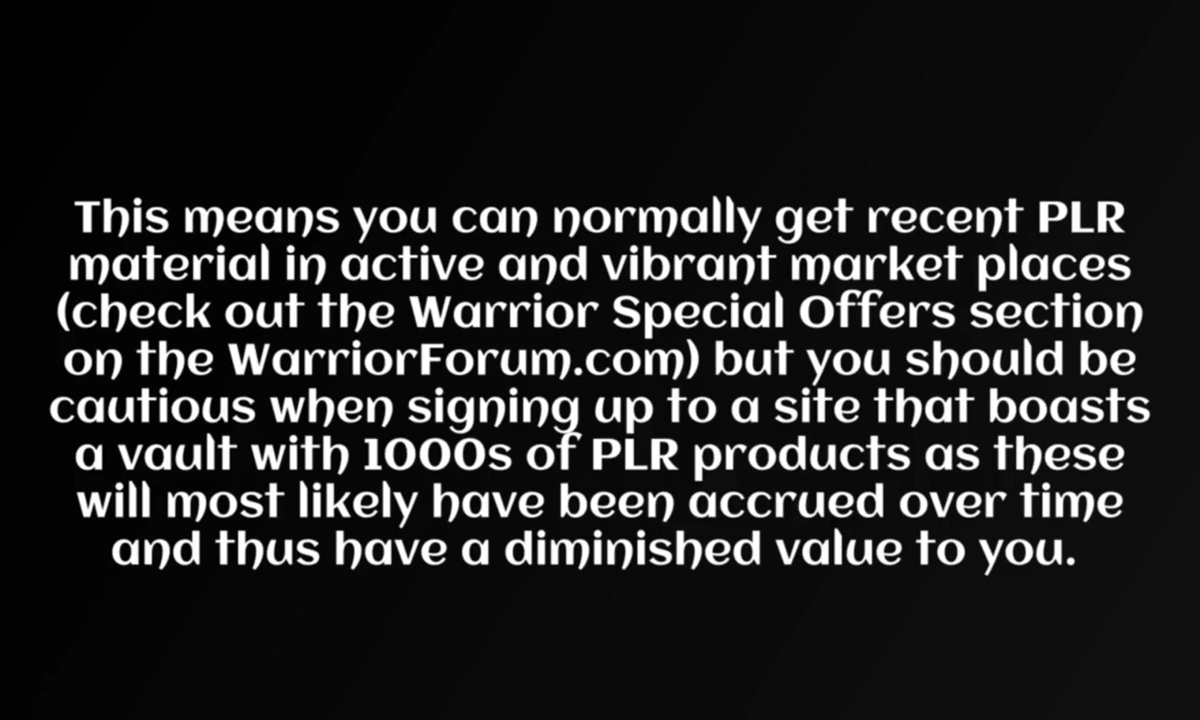 This means you can normally get recent PLR
material in active and vibrant market places
(check out the Warrior Special Offers section
on the WarriorForum.com) but you should be
cautious when signing up to a site that boasts
a vault with 1000s of PLR products as these
will most likely have been accrued over time
and thus have a diminished value to you.